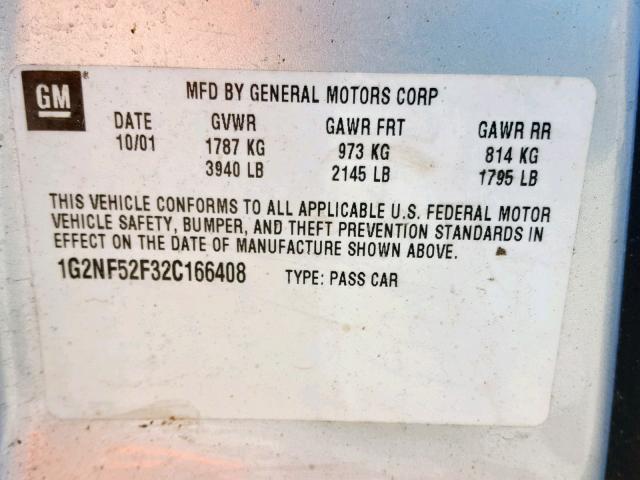 GM MFD BY GENERAL MOTORS CORP
DATE GVWR GAWR FRT GAWR RR
10/01 1787 KG 973 KG 814 KG
3940 LB 2145 LB 1795 LB
THIS VEHICLE CONFORMS TO ALL APPLICABLE U.S. FEDERAL MOTOR
VEHICLE SAFETY, BUMPER, AND THEFT PREVENTION STANDARDS IN
EFFECT ON THE DATE OF MANUFACTURE SHOWN ABOVE.
1G2NF52F32C166408 TYPE: PASS CAR